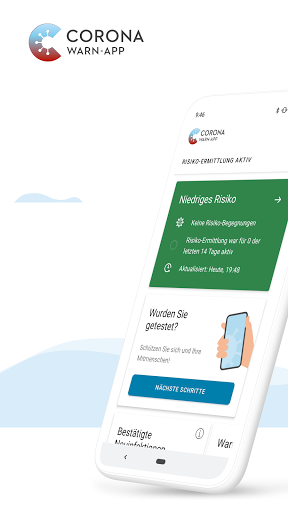 CORONA
WARN-APP
9:46
CORONA
WARN-APP
RISIKO-ERMITTLUNG AKTIV
Niedriges Risiko
Keine Risiko-Begegnungen
Risiko-Ermittlung war für 0 der
letzten 14 Tage aktiv
Aktualisiert: Heute, 19:48
Wurden Sie
getestet?
Schützen Sie sich und Ihre
Mitmenschen!
NÄCHSTE SCHRITTE
Bestätigte
Neuinfektionen
War